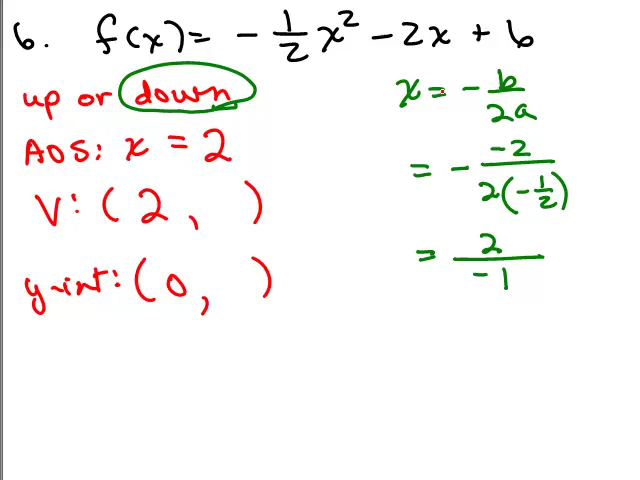 6. f(x) = - 1/2 x² - 2x + 6
up or down
AOS: x = 2
V: (2, )
y-int: (0, )
x = - b/2a
= - -2/2(-1/2)
= 2/-1